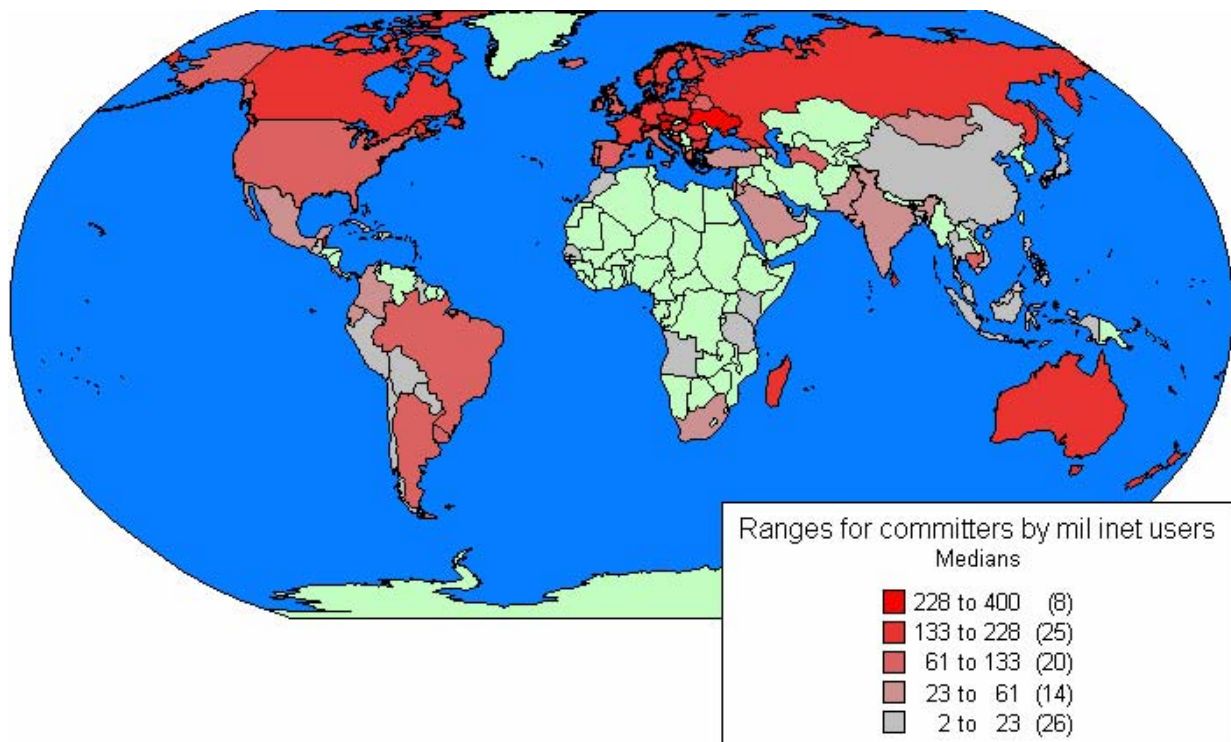 Ranges for committers by mil inet users
Medians
228 to 400 (8)
133 to 228 (25)
61 to 133 (20)
23 to 61 (14)
2 to 23 (26)